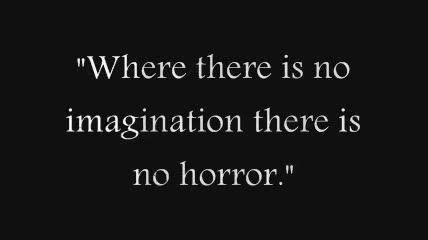 "Where there is no
imagination there is
no horror."